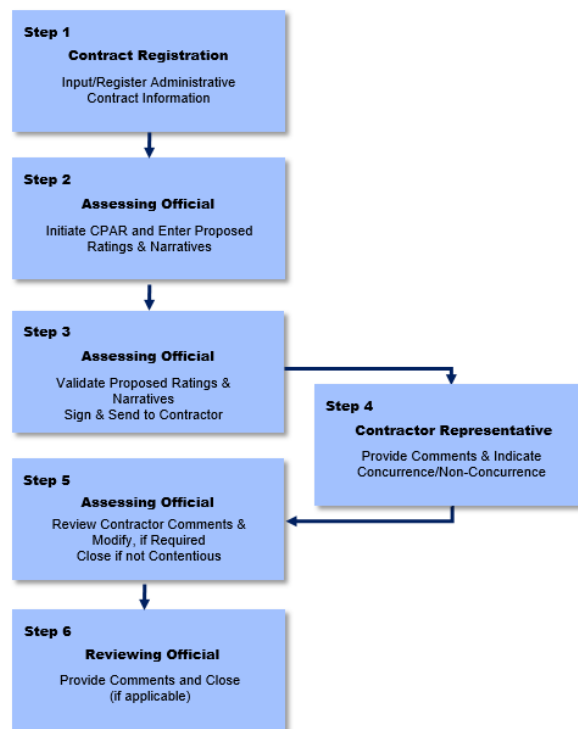 Step 1
Contract Registration
Input/Register Administrative
Contract Information
Step 2
Assessing Official
Initiate CPAR and Enter Proposed
Ratings & Narratives
Step 3
Assessing Official
Validate Proposed Ratings &
Narratives
Sign & Send to Contractor
Step 4
Contractor Representative
Provide Comments & Indicate
Concurrence/Non-Concurrence
Step 5
Assessing Official
Review Contractor Comments &
Modify, if Required
Close if not Contentious
Step 6
Reviewing Official
Provide Comments and Close
(if applicable)